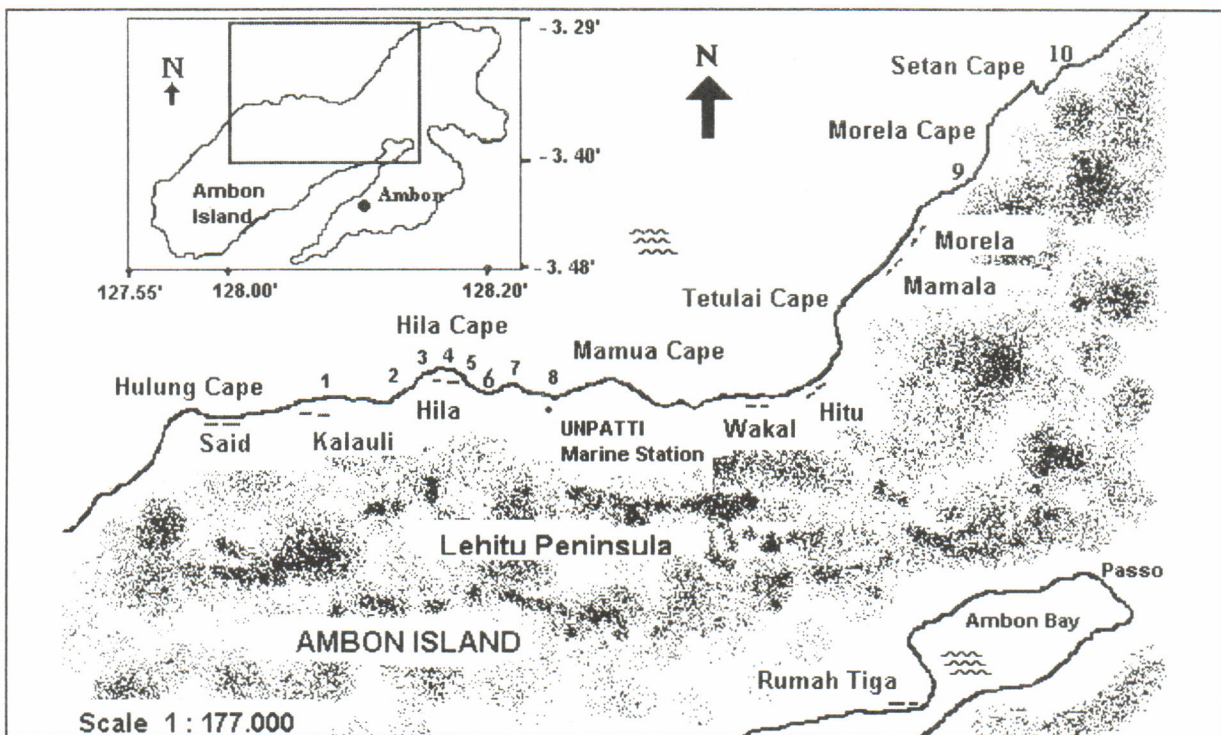 N
- 3.29'
- 3.40'
- 3.48'
Ambon
Island
Ambon
127.55'
128.00'
128.20'
N
Setan Cape
10
Morela Cape
9
Morela
Mamala
Tetulai Cape
Hila Cape
Mamua Cape
Hulung Cape
1
2
3
4
5
6
7
8
Said
Kalauli
Hila
UNPATTI
Marine Station
Wakal
Hitu
Lehitu Peninsula
AMBON ISLAND
Passo
Ambon Bay
Rumah Tiga
Scale 1 : 177.000